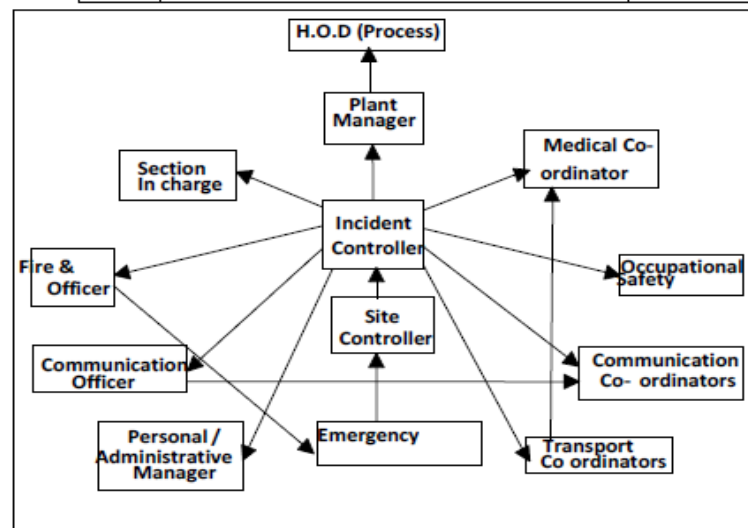 H.O.D (Process)
Plant
Manager
Section
In charge
Medical Co-
ordinator
Incident
Controller
Fire &
Officer
Occupational
Safety
Site
Controller
Communication
Officer
Communication
Co- ordinators
Personal /
Administrative
Manager
Emergency
Transport
Co ordinators